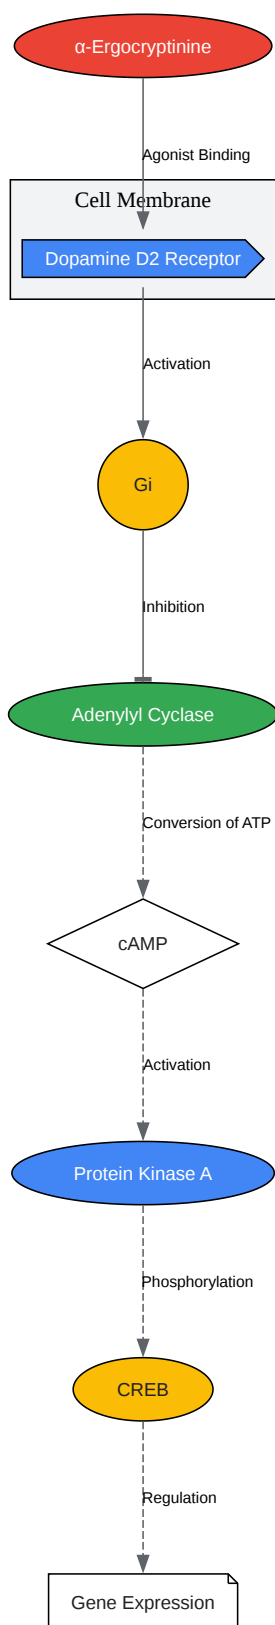 α-Ergocryptinine
Agonist Binding
Cell Membrane
Dopamine D2 Receptor
Activation
Gi
Inhibition
Adenylyl Cyclase
Conversion of ATP
cAMP
Activation
Protein Kinase A
Phosphorylation
CREB
Regulation
Gene Expression